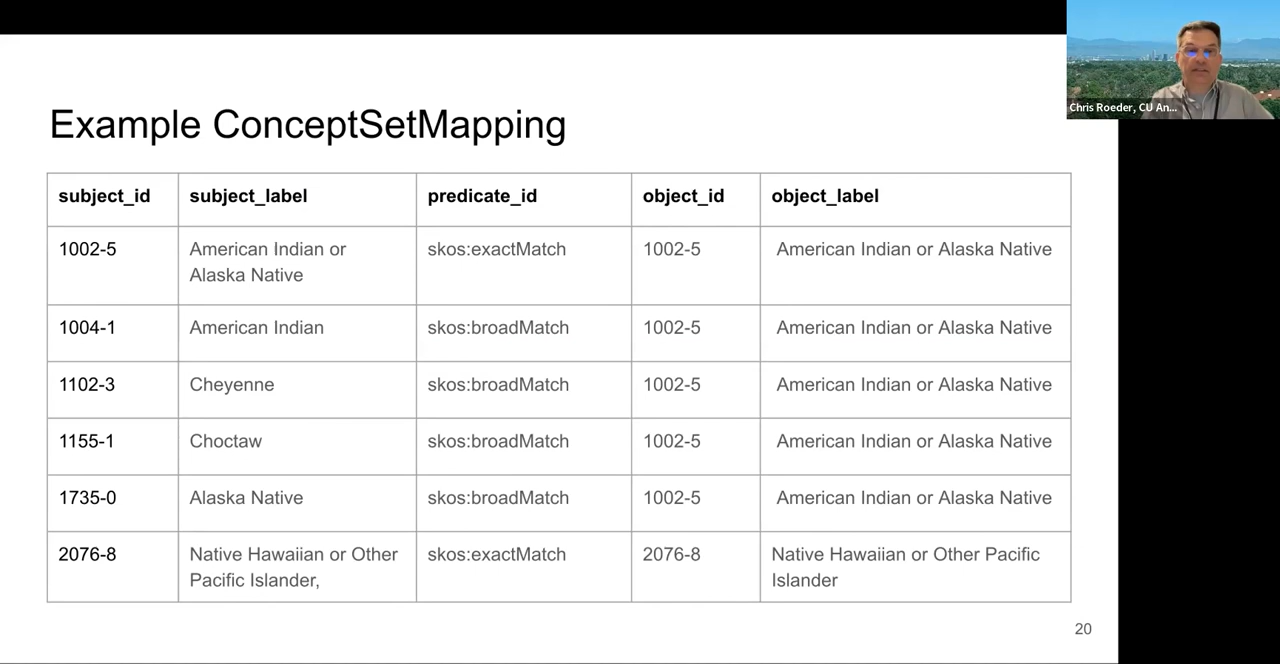 Chris Roeder, CU An...
Example ConceptSetMapping
subject_id subject_label predicate_id object_id object_label
1002-5 American Indian or skos:exactMatch 1002-5 American Indian or Alaska Native
Alaska Native
1004-1 American Indian skos:broadMatch 1002-5 American Indian or Alaska Native
1102-3 Cheyenne skos:broadMatch 1002-5 American Indian or Alaska Native
1155-1 Choctaw skos:broadMatch 1002-5 American Indian or Alaska Native
1735-0 Alaska Native skos:broadMatch 1002-5 American Indian or Alaska Native
2076-8 Native Hawaiian or Other skos:exactMatch 2076-8 Native Hawaiian or Other Pacific
Pacific Islander, Islander
20